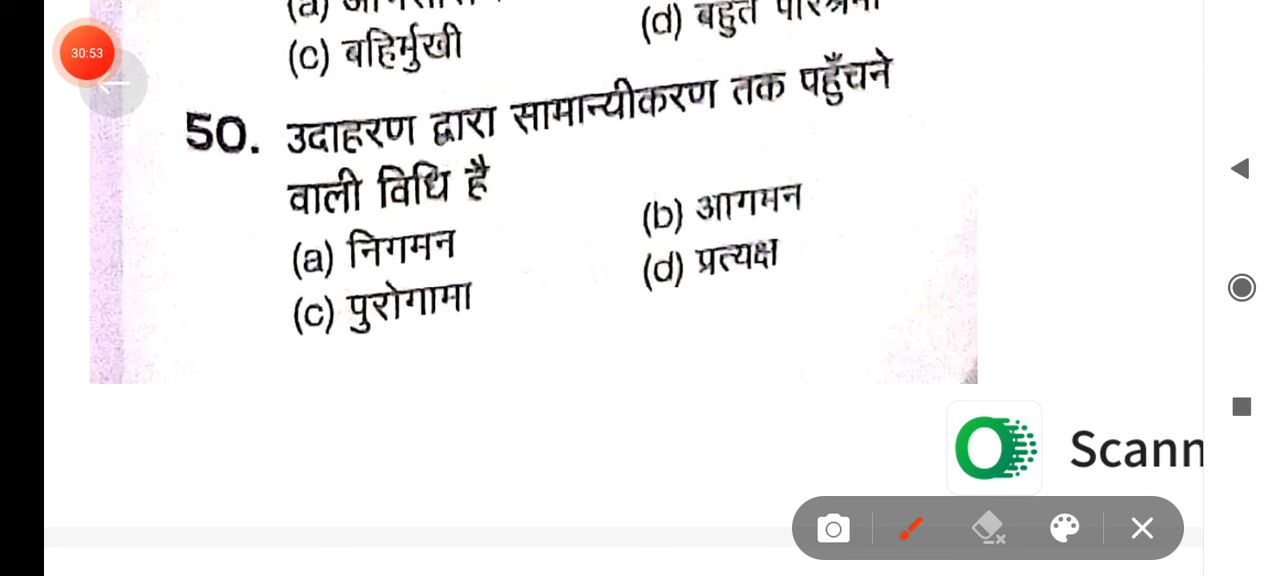 30:53
(c) बहिर्मुखी
(d) बहुत
50. उदाहरण द्वारा सामान्यीकरण तक पहुँचने
वाली विधि है
(a) निगमन
(b) आगमन
(c) पुरोगामा
(d) प्रत्यक्ष
Scann